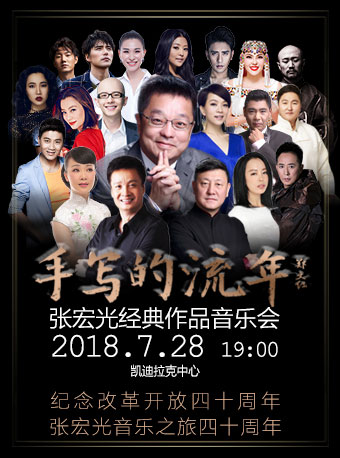 手写的流年
张宏光经典作品音乐会
2018.7.28 19:00
凯迪拉克中心
纪念改革开放四十周年
张宏光音乐之旅四十周年